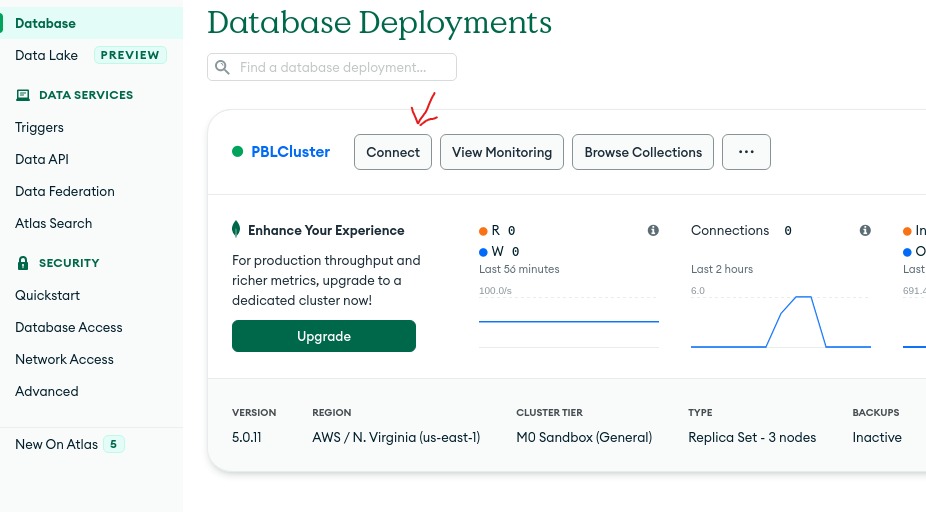 Database
Data Lake PREVIEW
DATA SERVICES
Triggers
Data API
Data Federation
Atlas Search
SECURITY
Quickstart
Database Access
Network Access
Advanced
New On Atlas 5
Database Deployments
Find a database deployment...
PBLCluster Connect View Monitoring Browse Collections ...
Enhance Your Experience
For production throughput and
richer metrics, upgrade to a
dedicated cluster now!
Upgrade
R 0
W 0
Last 56 minutes
100.0/s
Connections 0
Last 2 hours
6.0
In
O
Last
691.4
VERSION REGION CLUSTER TIER TYPE BACKUPS
5.0.11 AWS / N. Virginia (us-east-1) M0 Sandbox (General) Replica Set - 3 nodes Inactive